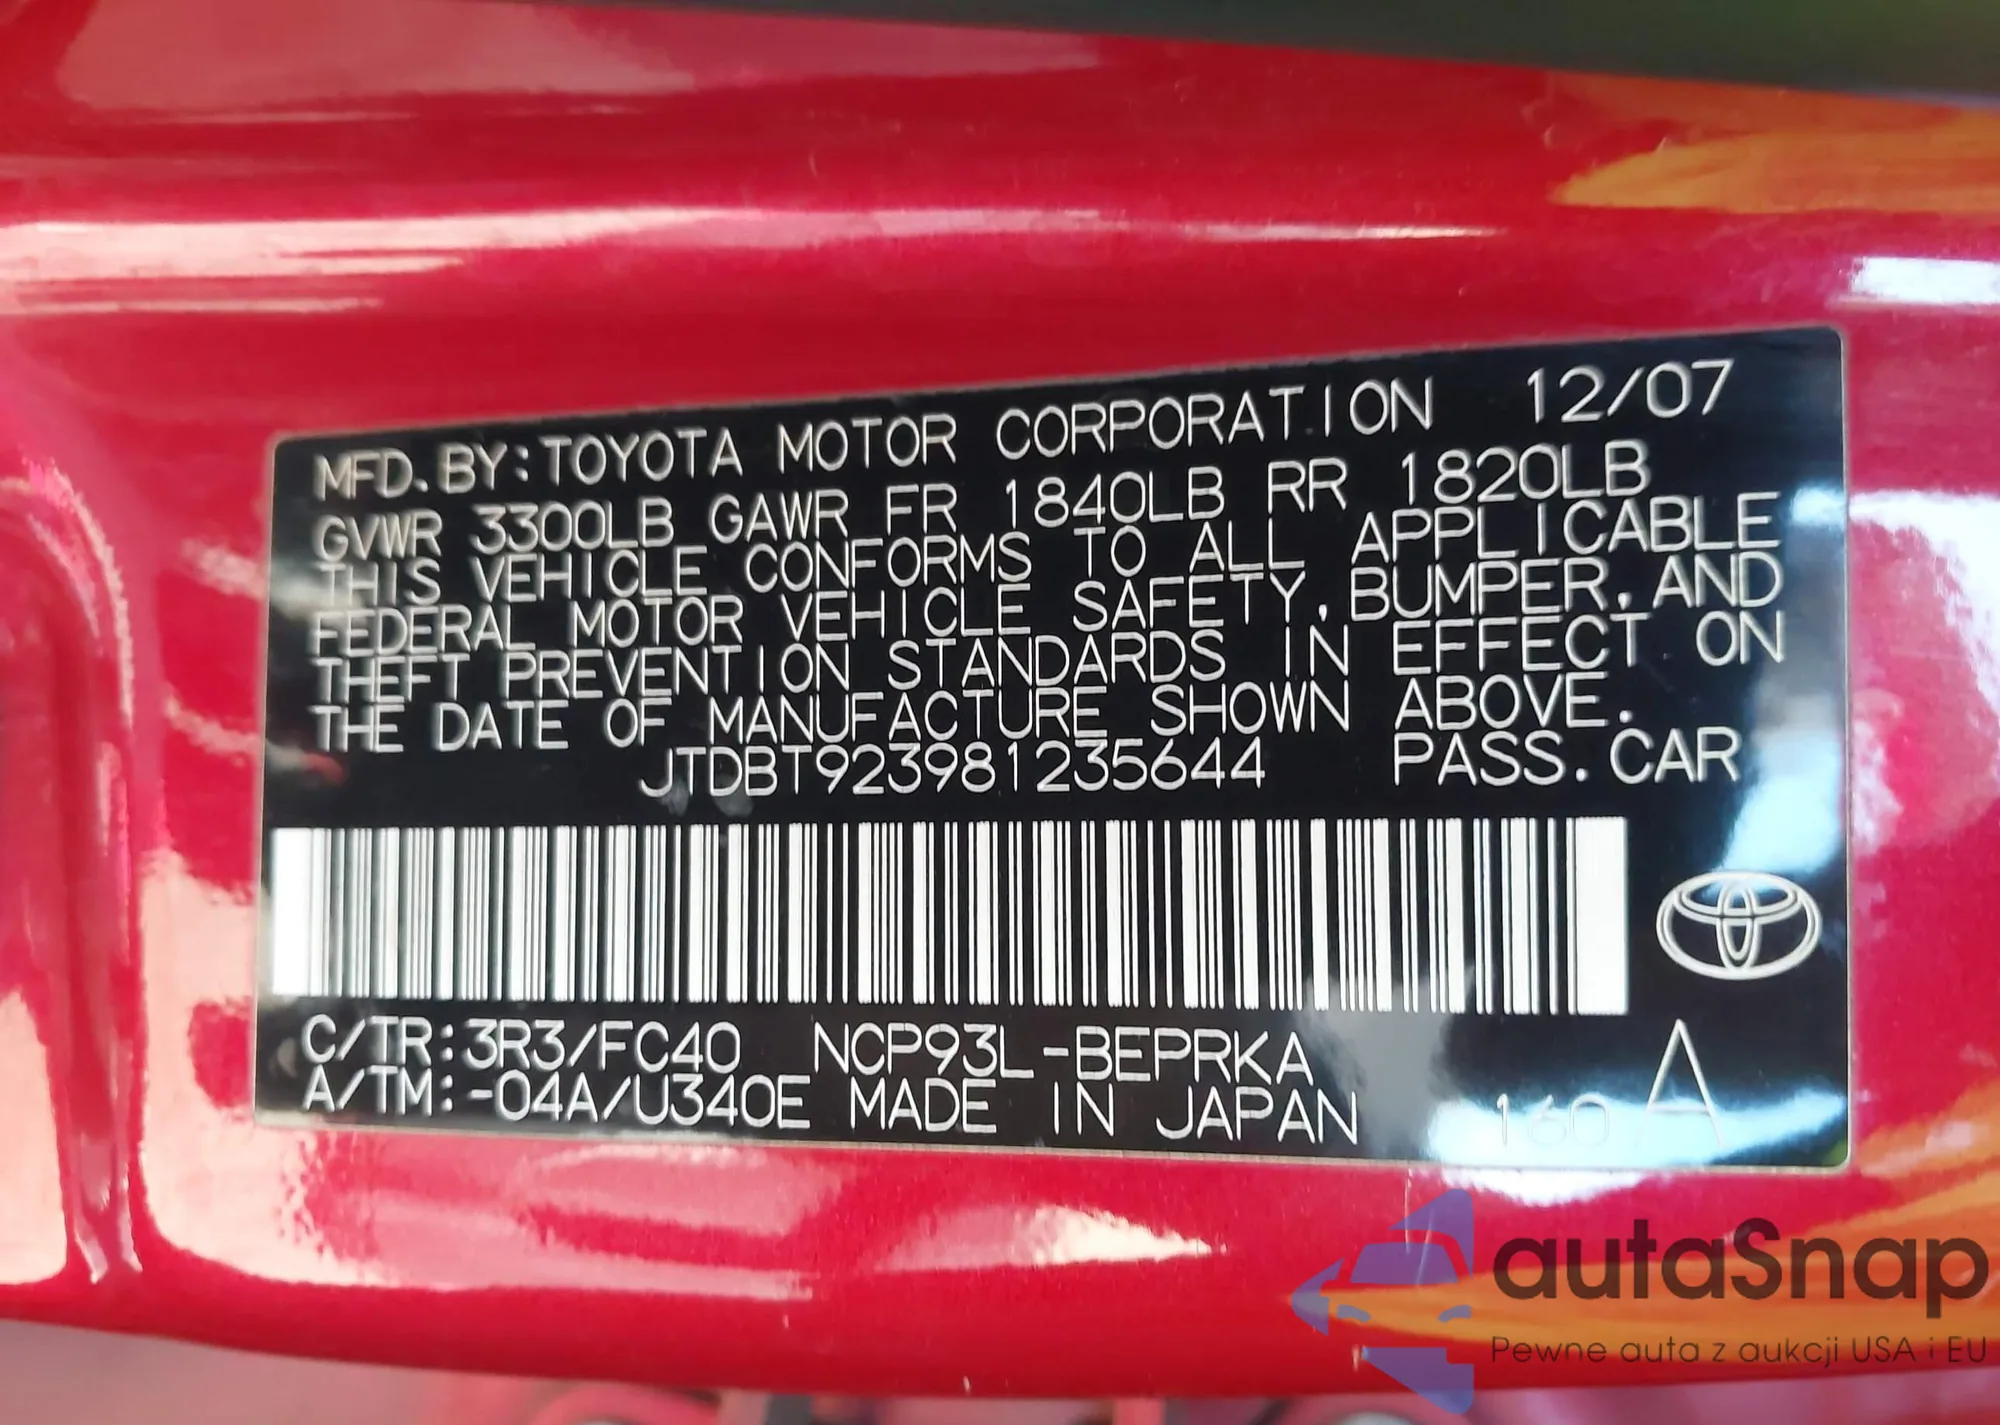 MFD.BY:TOYOTA MOTOR CORPORATION 12/07
GVWR 3300LB GAWR FR 1840LB RR 1820LB
THIS VEHICLE CONFORMS TO ALL APPLICABLE
FEDERAL MOTOR VEHICLE SAFETY, BUMPER, AND
THEFT PREVENTION STANDARDS IN EFFECT ON
THE DATE OF MANUFACTURE SHOWN ABOVE.
JTDBT923981235644 PASS.CAR
C/TR:3R3/FC40 NCP93L-BEPRKA
A/TM:-04A/U340E MADE IN JAPAN 160 A
autaSnap
Pewne auta z aukcji USA i EU